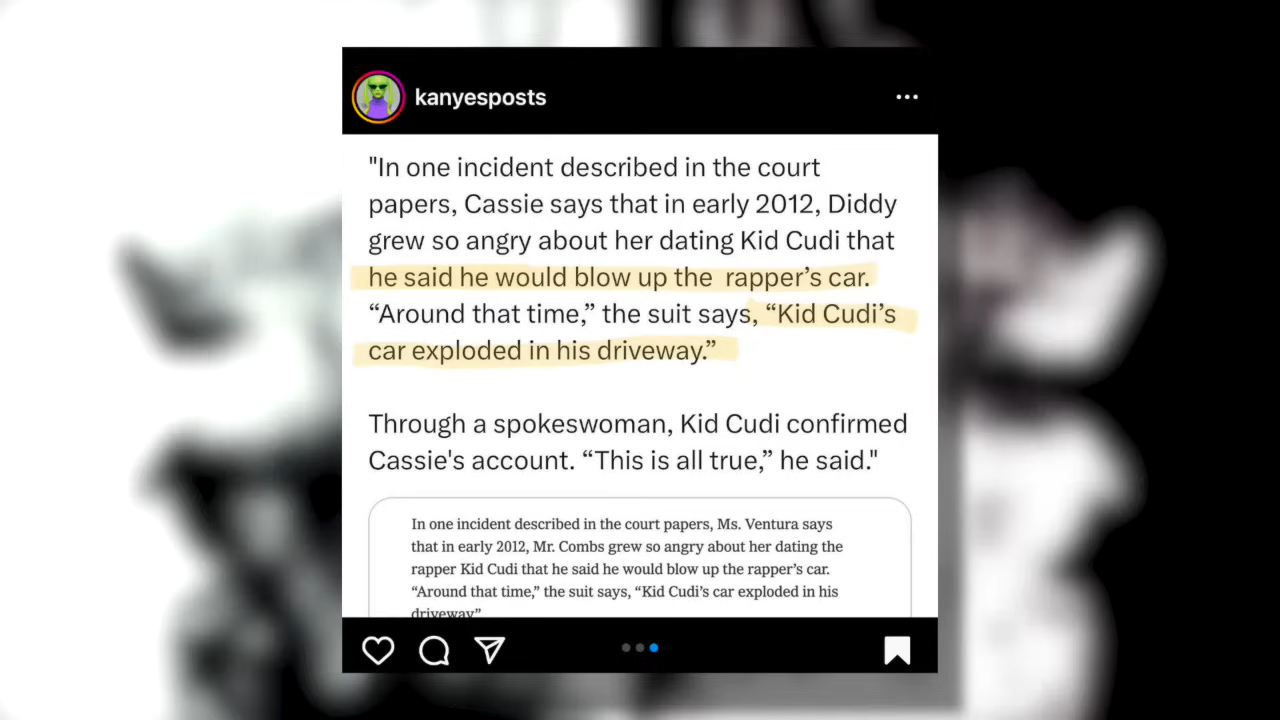 kanyesposts
"In one incident described in the court
papers, Cassie says that in early 2012, Diddy
grew so angry about her dating Kid Cudi that
he said he would blow up the rapper’s car.
“Around that time,” the suit says, “Kid Cudi’s
car exploded in his driveway.”
Through a spokeswoman, Kid Cudi confirmed
Cassie's account. “This is all true,” he said."
In one incident described in the court papers, Ms. Ventura says
that in early 2012, Mr. Combs grew so angry about her dating the
rapper Kid Cudi that he said he would blow up the rapper’s car.
“Around that time,” the suit says, “Kid Cudi’s car exploded in his
driveway”